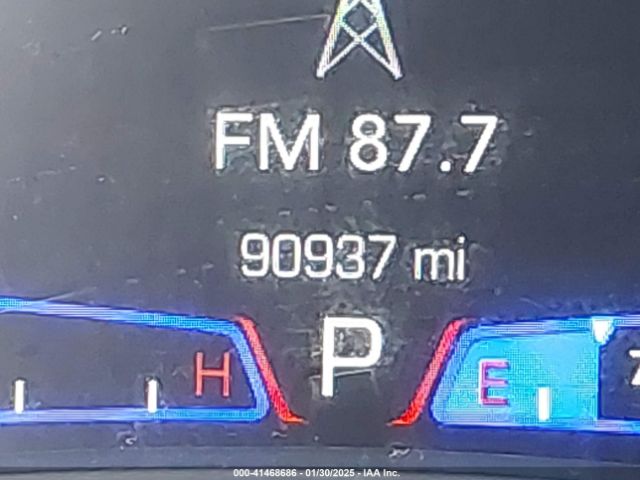 FM 87.7
90937 mi
H P E
000-41468686 - 01/30/2025 - IAA Inc.